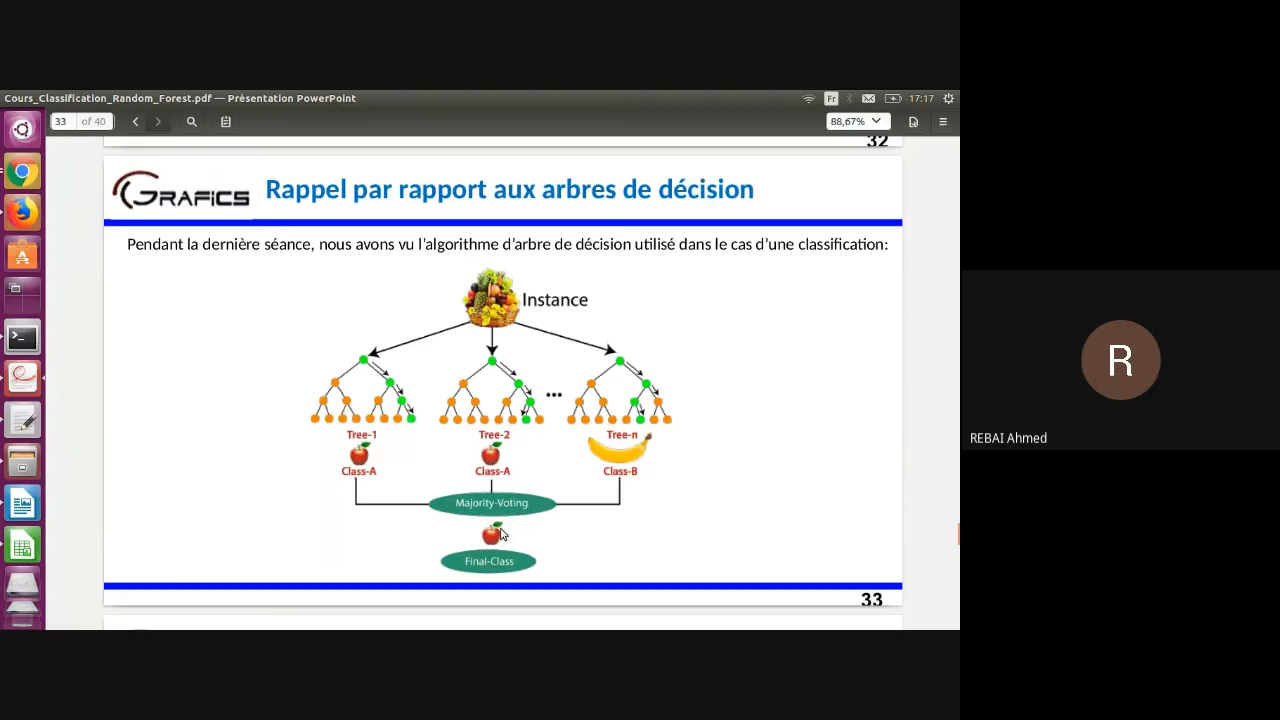 Cours_Classification_Random_Forest.pdf — Présentation PowerPoint
Fr
17:17
33 of 40
88,67%
32
GRAFICS
Rappel par rapport aux arbres de décision
Pendant la dernière séance, nous avons vu l'algorithme d'arbre de décision utilisé dans le cas d'une classification:
Instance
...
Tree-1 Tree-2 Tree-n
Class-A Class-A Class-B
Majority-Voting
Final-Class
33
R
REBAI Ahmed